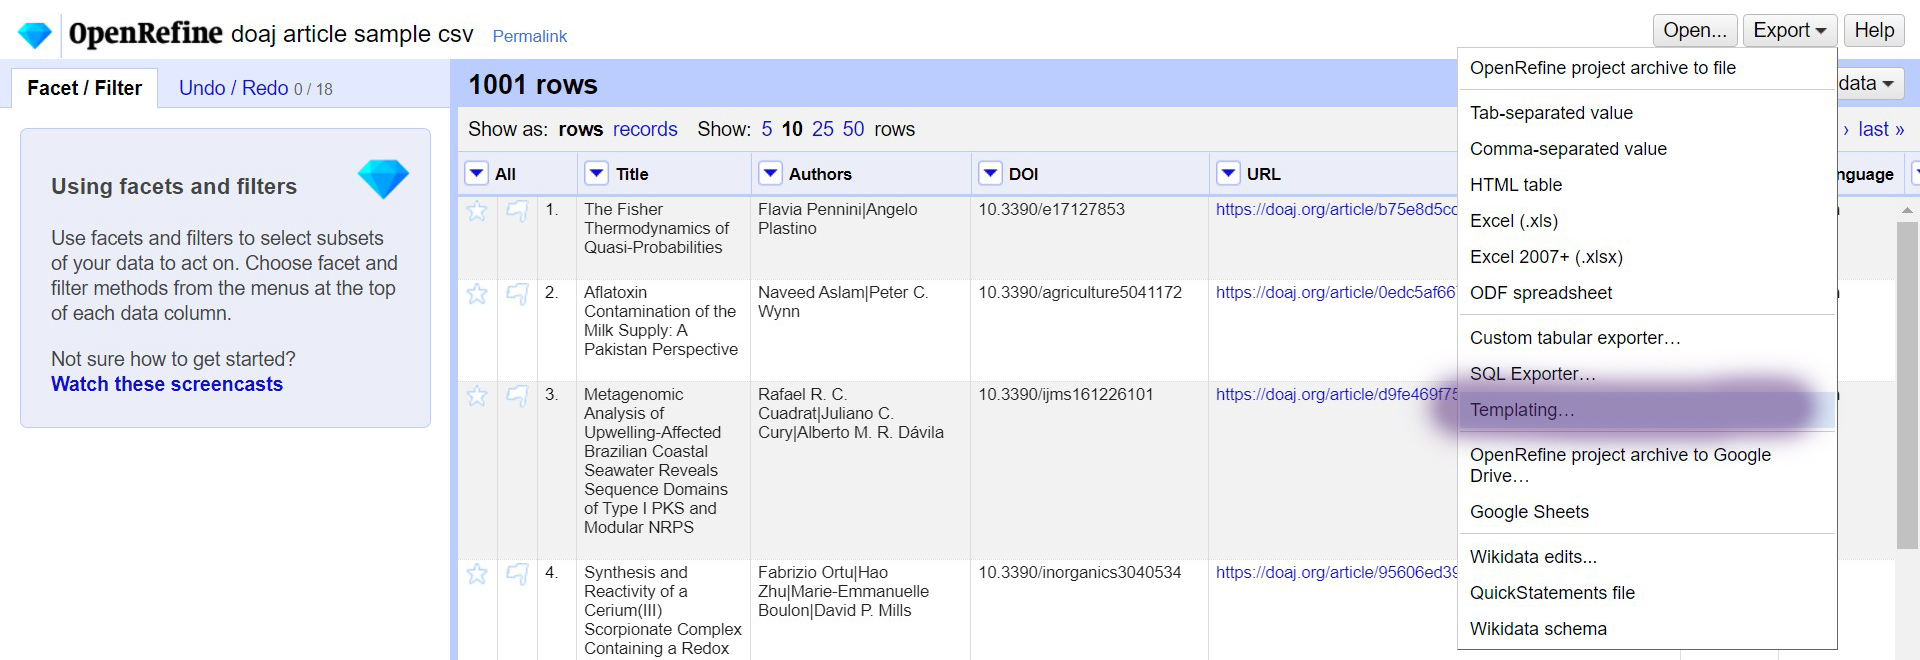 OpenRefine doaj article sample csv Permalink
Open... Export Help
Facet / Filter Undo / Redo 0 / 18
Using facets and filters
Use facets and filters to select subsets
of your data to act on. Choose facet and
filter methods from the menus at the top
of each data column.
Not sure how to get started?
Watch these screencasts
1001 rows
Show as: rows records Show: 5 10 25 50 rows
data
› last »
All Title Authors DOI URL nguage
1. The Fisher
Thermodynamics of
Quasi-Probabilities
Flavia Pennini|Angelo
Plastino
10.3390/e17127853
https://doaj.org/article/b75e8d5cc
2. Aflatoxin
Contamination of the
Milk Supply: A
Pakistan Perspective
Naveed Aslam|Peter C.
Wynn
10.3390/agriculture5041172
https://doaj.org/article/0edc5af66
3. Metagenomic
Analysis of
Upwelling-Affected
Brazilian Coastal
Seawater Reveals
Sequence Domains
of Type I PKS and
Modular NRPS
Rafael R. C.
Cuadrat|Juliano C.
Cury|Alberto M. R. Dávila
10.3390/ijms161226101
https://doaj.org/article/d9fe469f75
4. Synthesis and
Reactivity of a
Cerium(III)
Scorpionate Complex
Containing a Redox
Fabrizio Ortu|Hao
Zhu|Marie-Emmanuelle
Boulon|David P. Mills
10.3390/inorganics3040534
https://doaj.org/article/95606ed39
OpenRefine project archive to file
Tab-separated value
Comma-separated value
HTML table
Excel (.xls)
Excel 2007+ (.xlsx)
ODF spreadsheet
Custom tabular exporter…
SQL Exporter…
Templating…
OpenRefine project archive to Google
Drive…
Google Sheets
Wikidata edits...
QuickStatements file
Wikidata schema